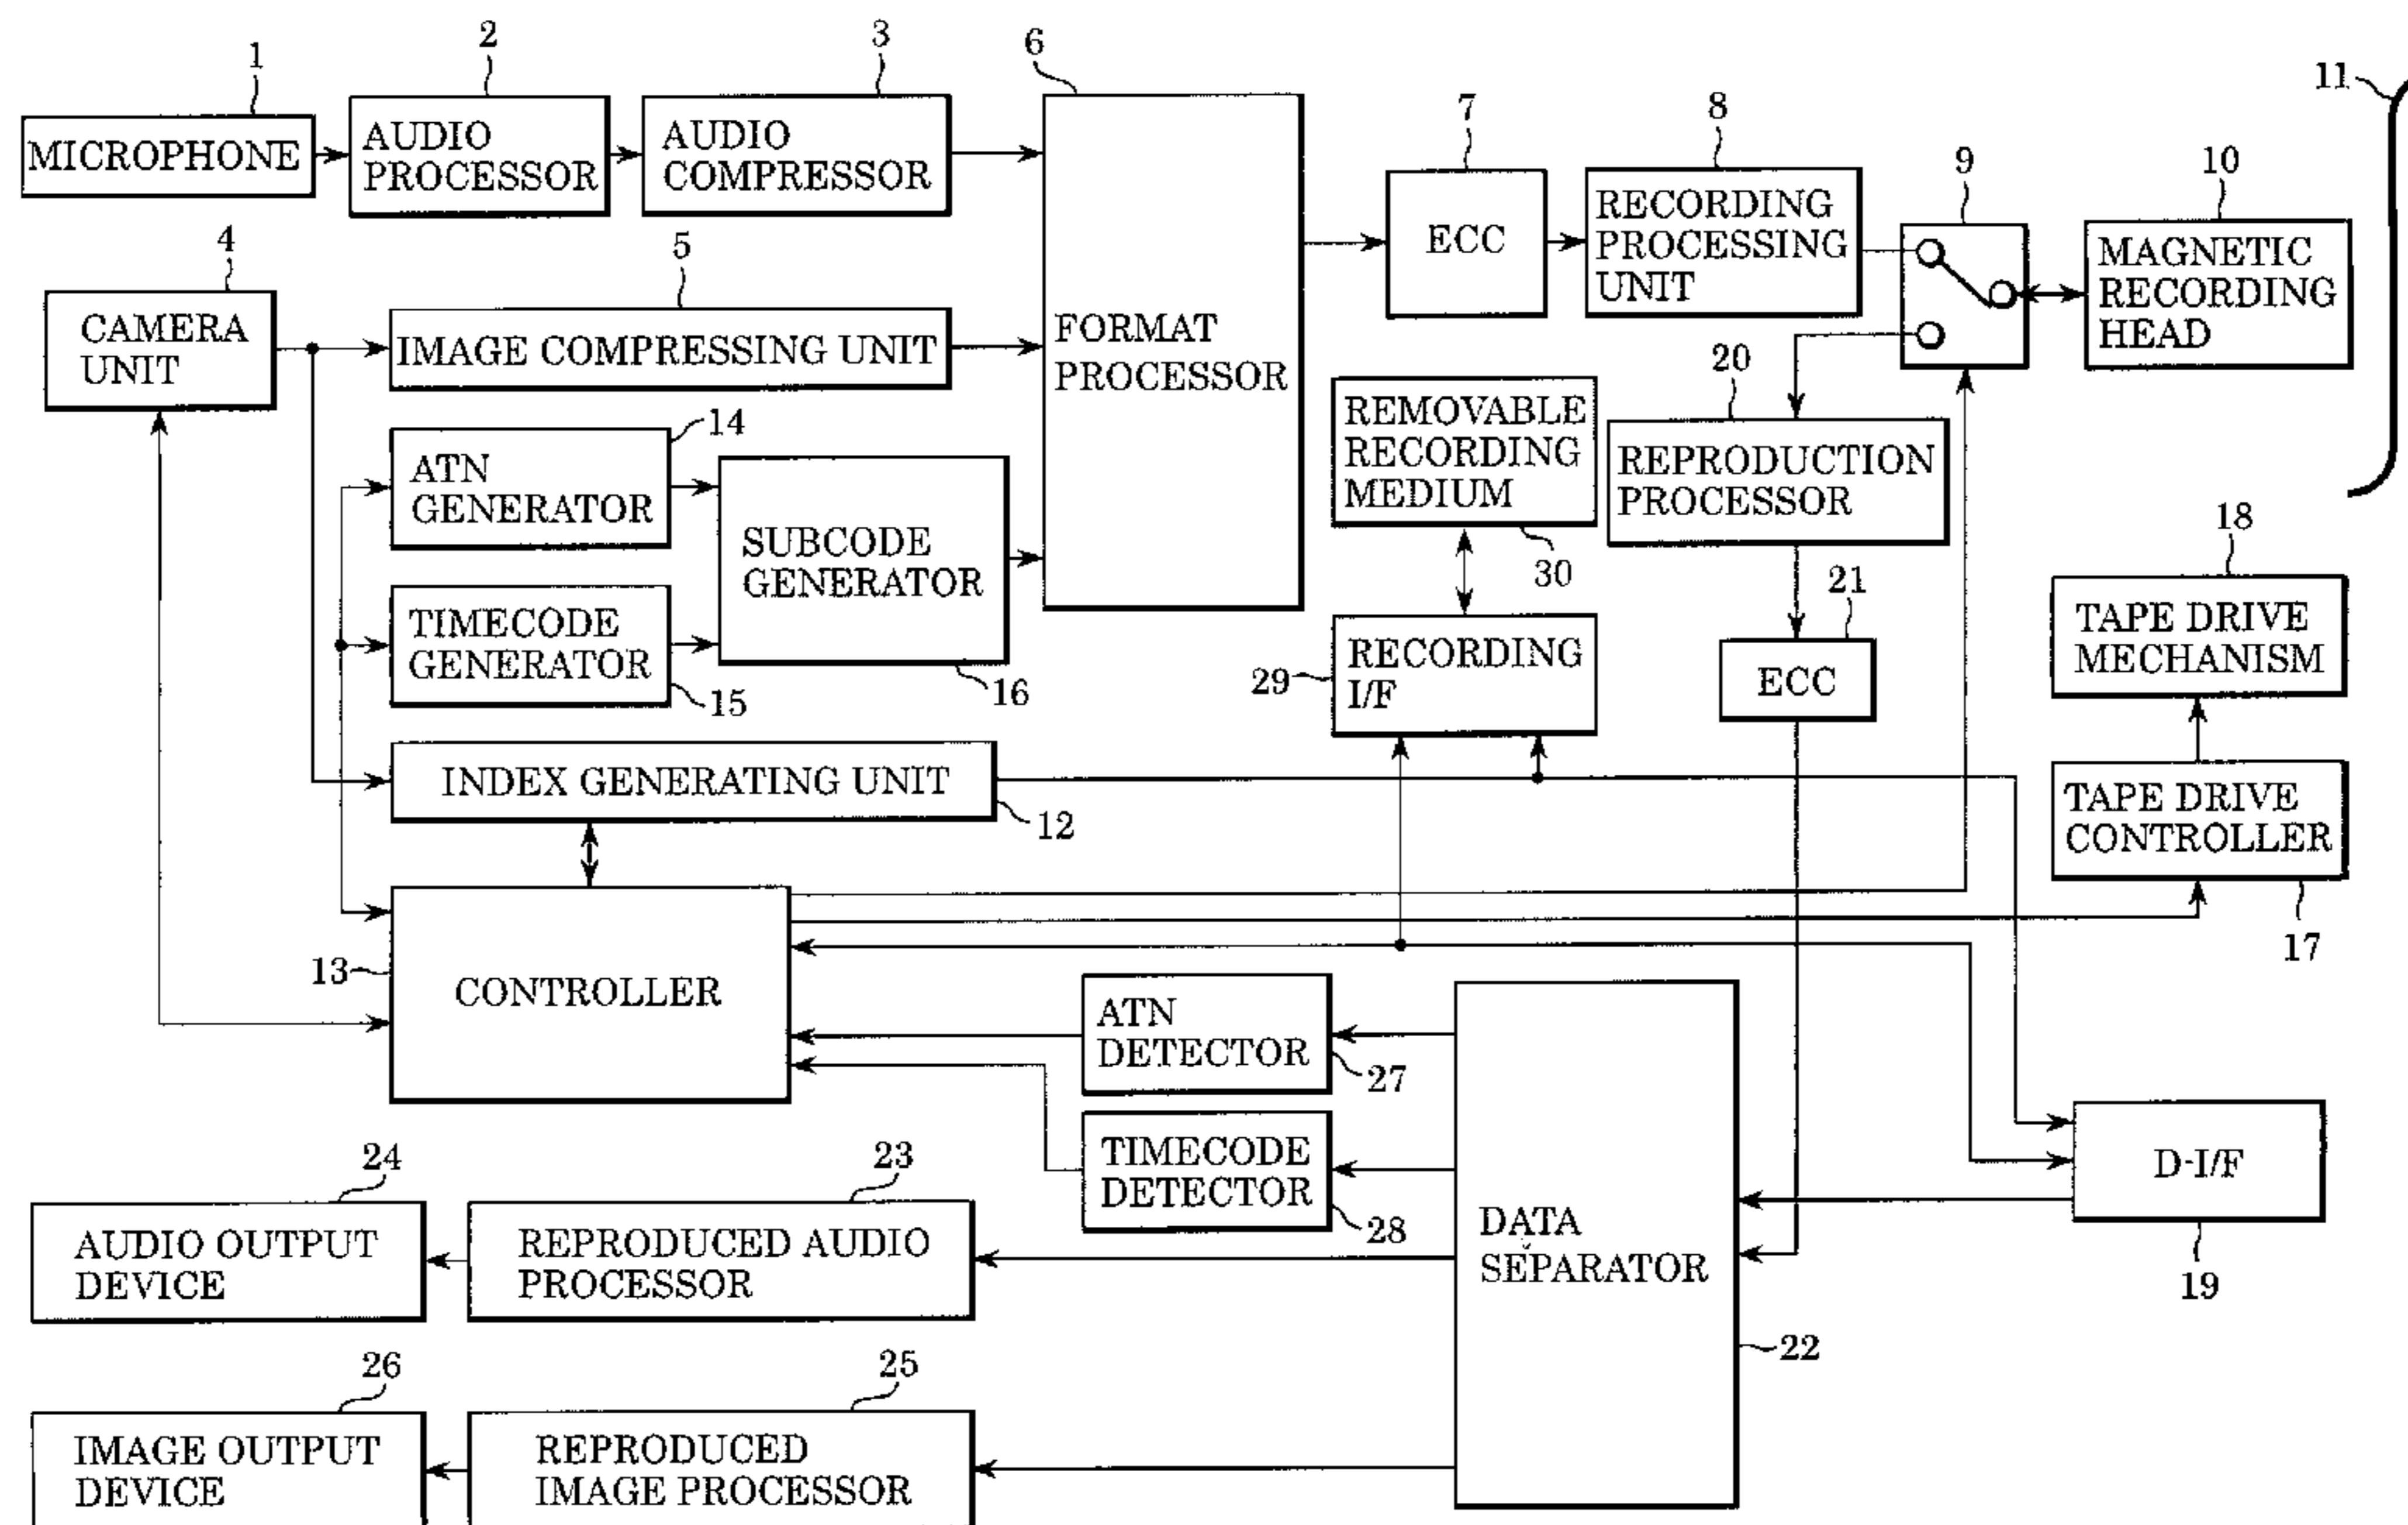 1
2
3
6
11
MICROPHONE
AUDIO
PROCESSOR
AUDIO
COMPRESSOR
7
8
9
10
ECC
RECORDING
PROCESSING
UNIT
MAGNETIC
RECORDING
HEAD
4
5
CAMERA
UNIT
IMAGE COMPRESSING UNIT
FORMAT
PROCESSOR
14
ATN
GENERATOR
SUBCODE
GENERATOR
TIMECODE
GENERATOR
15
16
REMOVABLE
RECORDING
MEDIUM
30
20
REPRODUCTION
PROCESSOR
21
ECC
18
TAPE DRIVE
MECHANISM
29
RECORDING
I/F
INDEX GENERATING UNIT
12
TAPE DRIVE
CONTROLLER
17
13
CONTROLLER
ATN
DETECTOR
27
TIMECODE
DETECTOR
28
DATA
SEPARATOR
22
D-I/F
19
24
23
AUDIO OUTPUT
DEVICE
REPRODUCED AUDIO
PROCESSOR
26
25
IMAGE OUTPUT
DEVICE
REPRODUCED
IMAGE PROCESSOR